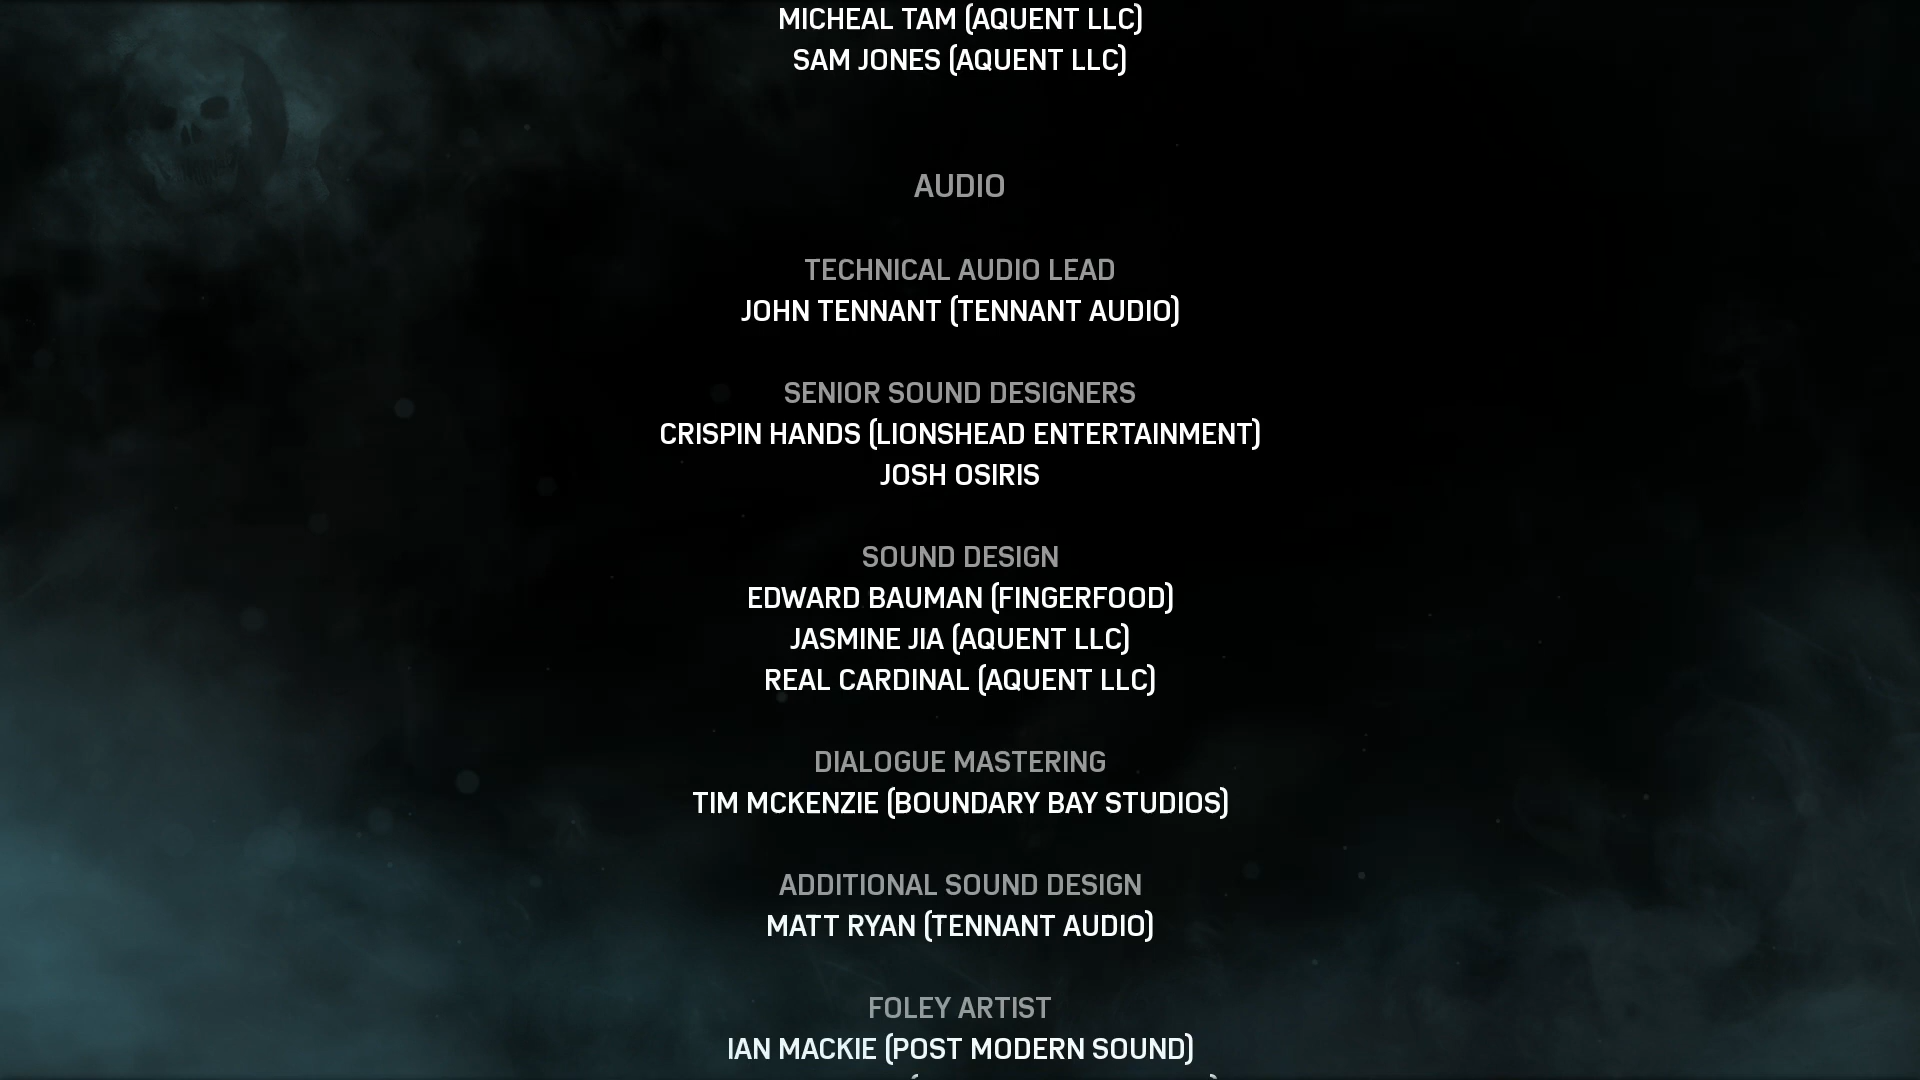 MICHEAL TAM (AQUENT LLC)
SAM JONES (AQUENT LLC)
AUDIO
TECHNICAL AUDIO LEAD
JOHN TENNANT (TENNANT AUDIO)
SENIOR SOUND DESIGNERS
CRISPIN HANDS (LIONSHEAD ENTERTAINMENT)
JOSH OSIRIS
SOUND DESIGN
EDWARD BAUMAN (FINGERFOOD)
JASMINE JIA (AQUENT LLC)
REAL CARDINAL (AQUENT LLC)
DIALOGUE MASTERING
TIM MCKENZIE (BOUNDARY BAY STUDIOS)
ADDITIONAL SOUND DESIGN
MATT RYAN (TENNANT AUDIO)
FOLEY ARTIST
IAN MACKIE (POST MODERN SOUND)